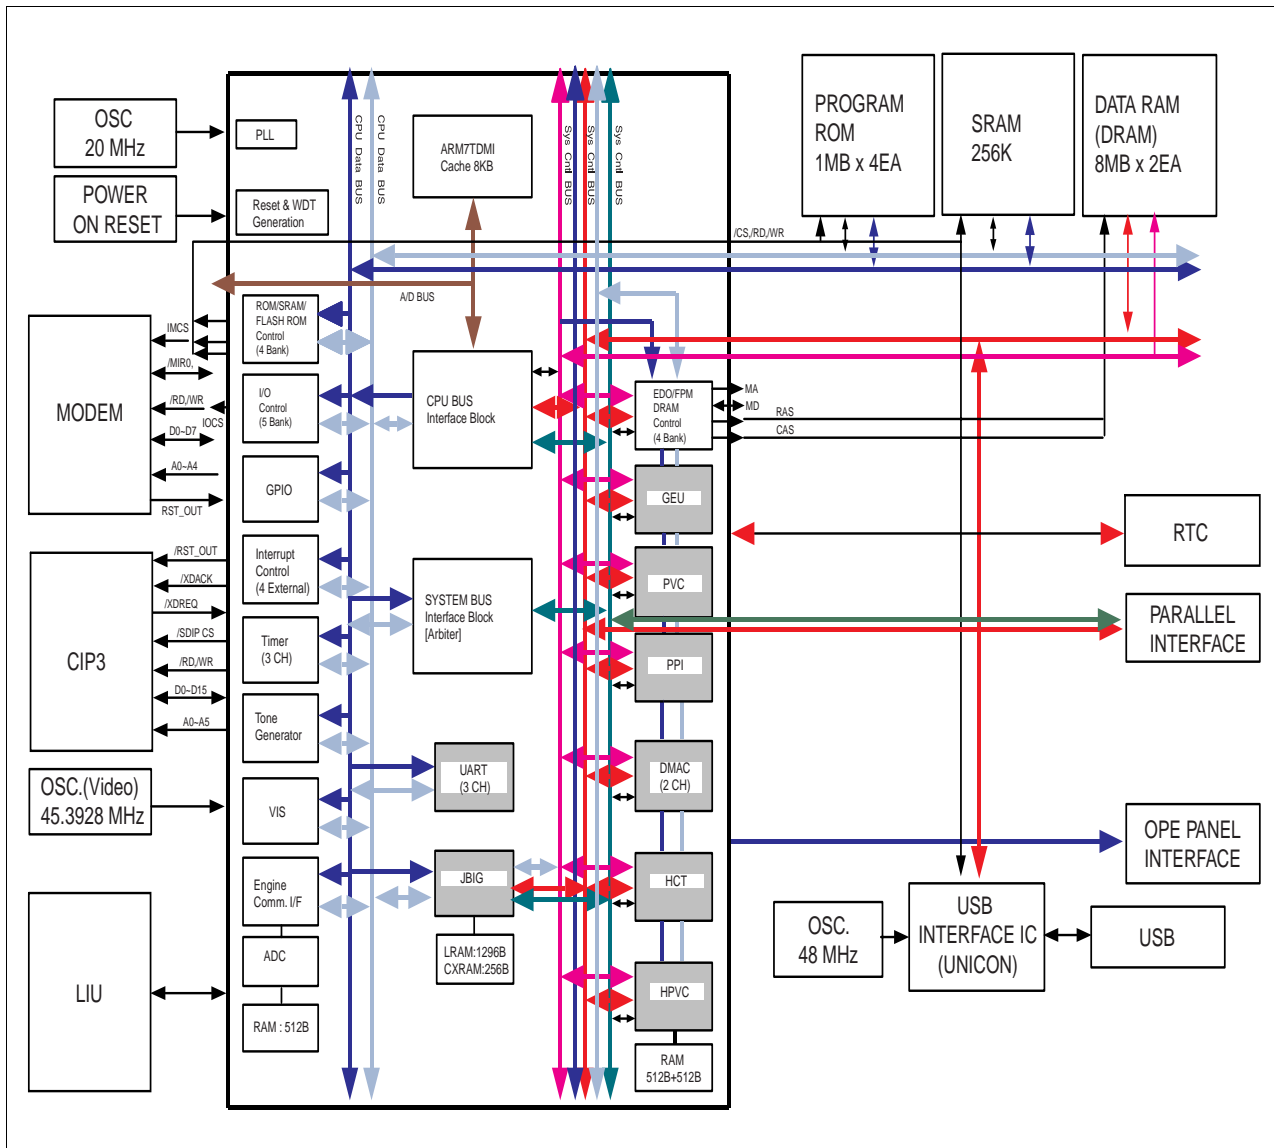 OSC
20 MHz
POWER
ON RESET
PLL
Reset & WDT
Generation
CPU Data BUS
CPU Data BUS
ARM7TDMI
Cache 8KB
Sys Cntl BUS
Sys Cntl BUS
Sys Cntl BUS
PROGRAM
ROM
1MB x 4EA
SRAM
256K
DATA RAM
(DRAM)
8MB x 2EA
/CS,/RD,/WR
A/D BUS
MODEM
IMCS
/MIR0,
/RD,/WR
IOCS
D0~D7
A0~A4
RST_OUT
ROM/SRAM/
FLASH ROM
Control
(4 Bank)
I/O
Control
(5 Bank)
GPIO
CPU BUS
Interface Block
EDO/FPM
DRAM
Control
(4 Bank)
MA
MD
RAS
CAS
GEU
RTC
CIP3
/RST_OUT
/XDACK
/XDREQ
/SDIP CS
/RD,/WR
D0~D15
A0~A5
Interrupt
Control
(4 External)
Timer
(3 CH)
Tone
Generator
SYSTEM BUS
Interface Block
[Arbiter]
PVC
PPI
PARALLEL
INTERFACE
OSC.(Video)
45.3928 MHz
VIS
UART
(3 CH)
DMAC
(2 CH)
OPE PANEL
INTERFACE
Engine
Comm. I/F
JBIG
HCT
LIU
ADC
RAM : 512B
LRAM:1296B
CXRAM:256B
HPVC
RAM
512B+512B
OSC.
48 MHz
USB
INTERFACE IC
(UNICON)
USB